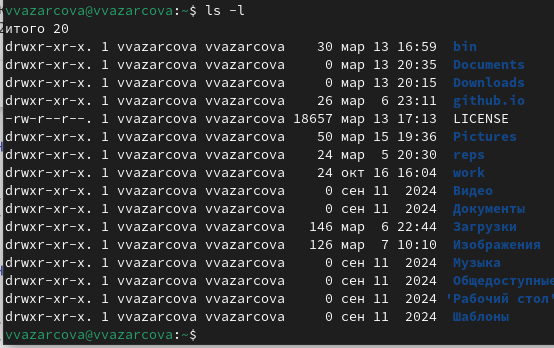 vvazarcova@vvazarcova:~$ ls -l
итого 20
drwxr-xr-x. 1 vvazarcova vvazarcova    30 мар 13 16:59  bin
drwxr-xr-x. 1 vvazarcova vvazarcova     0 мар 13 20:35  Documents
drwxr-xr-x. 1 vvazarcova vvazarcova     0 мар 13 20:15  Downloads
drwxr-xr-x. 1 vvazarcova vvazarcova    26 мар  6 23:11  github.io
-rw-r--r--. 1 vvazarcova vvazarcova 18657 мар 13 17:13  LICENSE
drwxr-xr-x. 1 vvazarcova vvazarcova    50 мар 15 19:36  Pictures
drwxr-xr-x. 1 vvazarcova vvazarcova    24 мар  5 20:30  reps
drwxr-xr-x. 1 vvazarcova vvazarcova    24 окт 16 16:04  work
drwxr-xr-x. 1 vvazarcova vvazarcova     0 сен 11  2024  Видео
drwxr-xr-x. 1 vvazarcova vvazarcova     0 сен 11  2024  Документы
drwxr-xr-x. 1 vvazarcova vvazarcova   146 мар  6 22:44  Загрузки
drwxr-xr-x. 1 vvazarcova vvazarcova   126 мар  7 10:10  Изображения
drwxr-xr-x. 1 vvazarcova vvazarcova     0 сен 11  2024  Музыка
drwxr-xr-x. 1 vvazarcova vvazarcova     0 сен 11  2024  Общедоступные
drwxr-xr-x. 1 vvazarcova vvazarcova     0 сен 11  2024 'Рабочий стол'
drwxr-xr-x. 1 vvazarcova vvazarcova     0 сен 11  2024  Шаблоны
vvazarcova@vvazarcova:~$